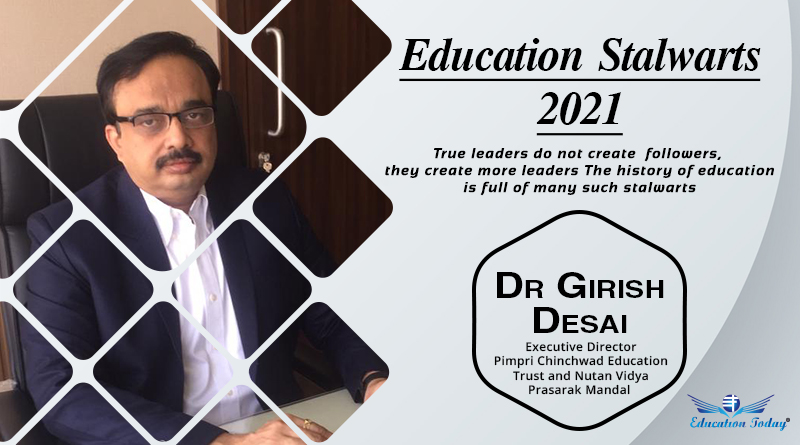 Education Stalwarts
2021
True leaders do not create followers,
they create more leaders The history of education
is full of many such stalwarts
DR GIRISH
DESAI
Executive Director
Pimpri Chinchwad Education
Trust and Nutan Vidya
Prasarak Mandal
Education Today®